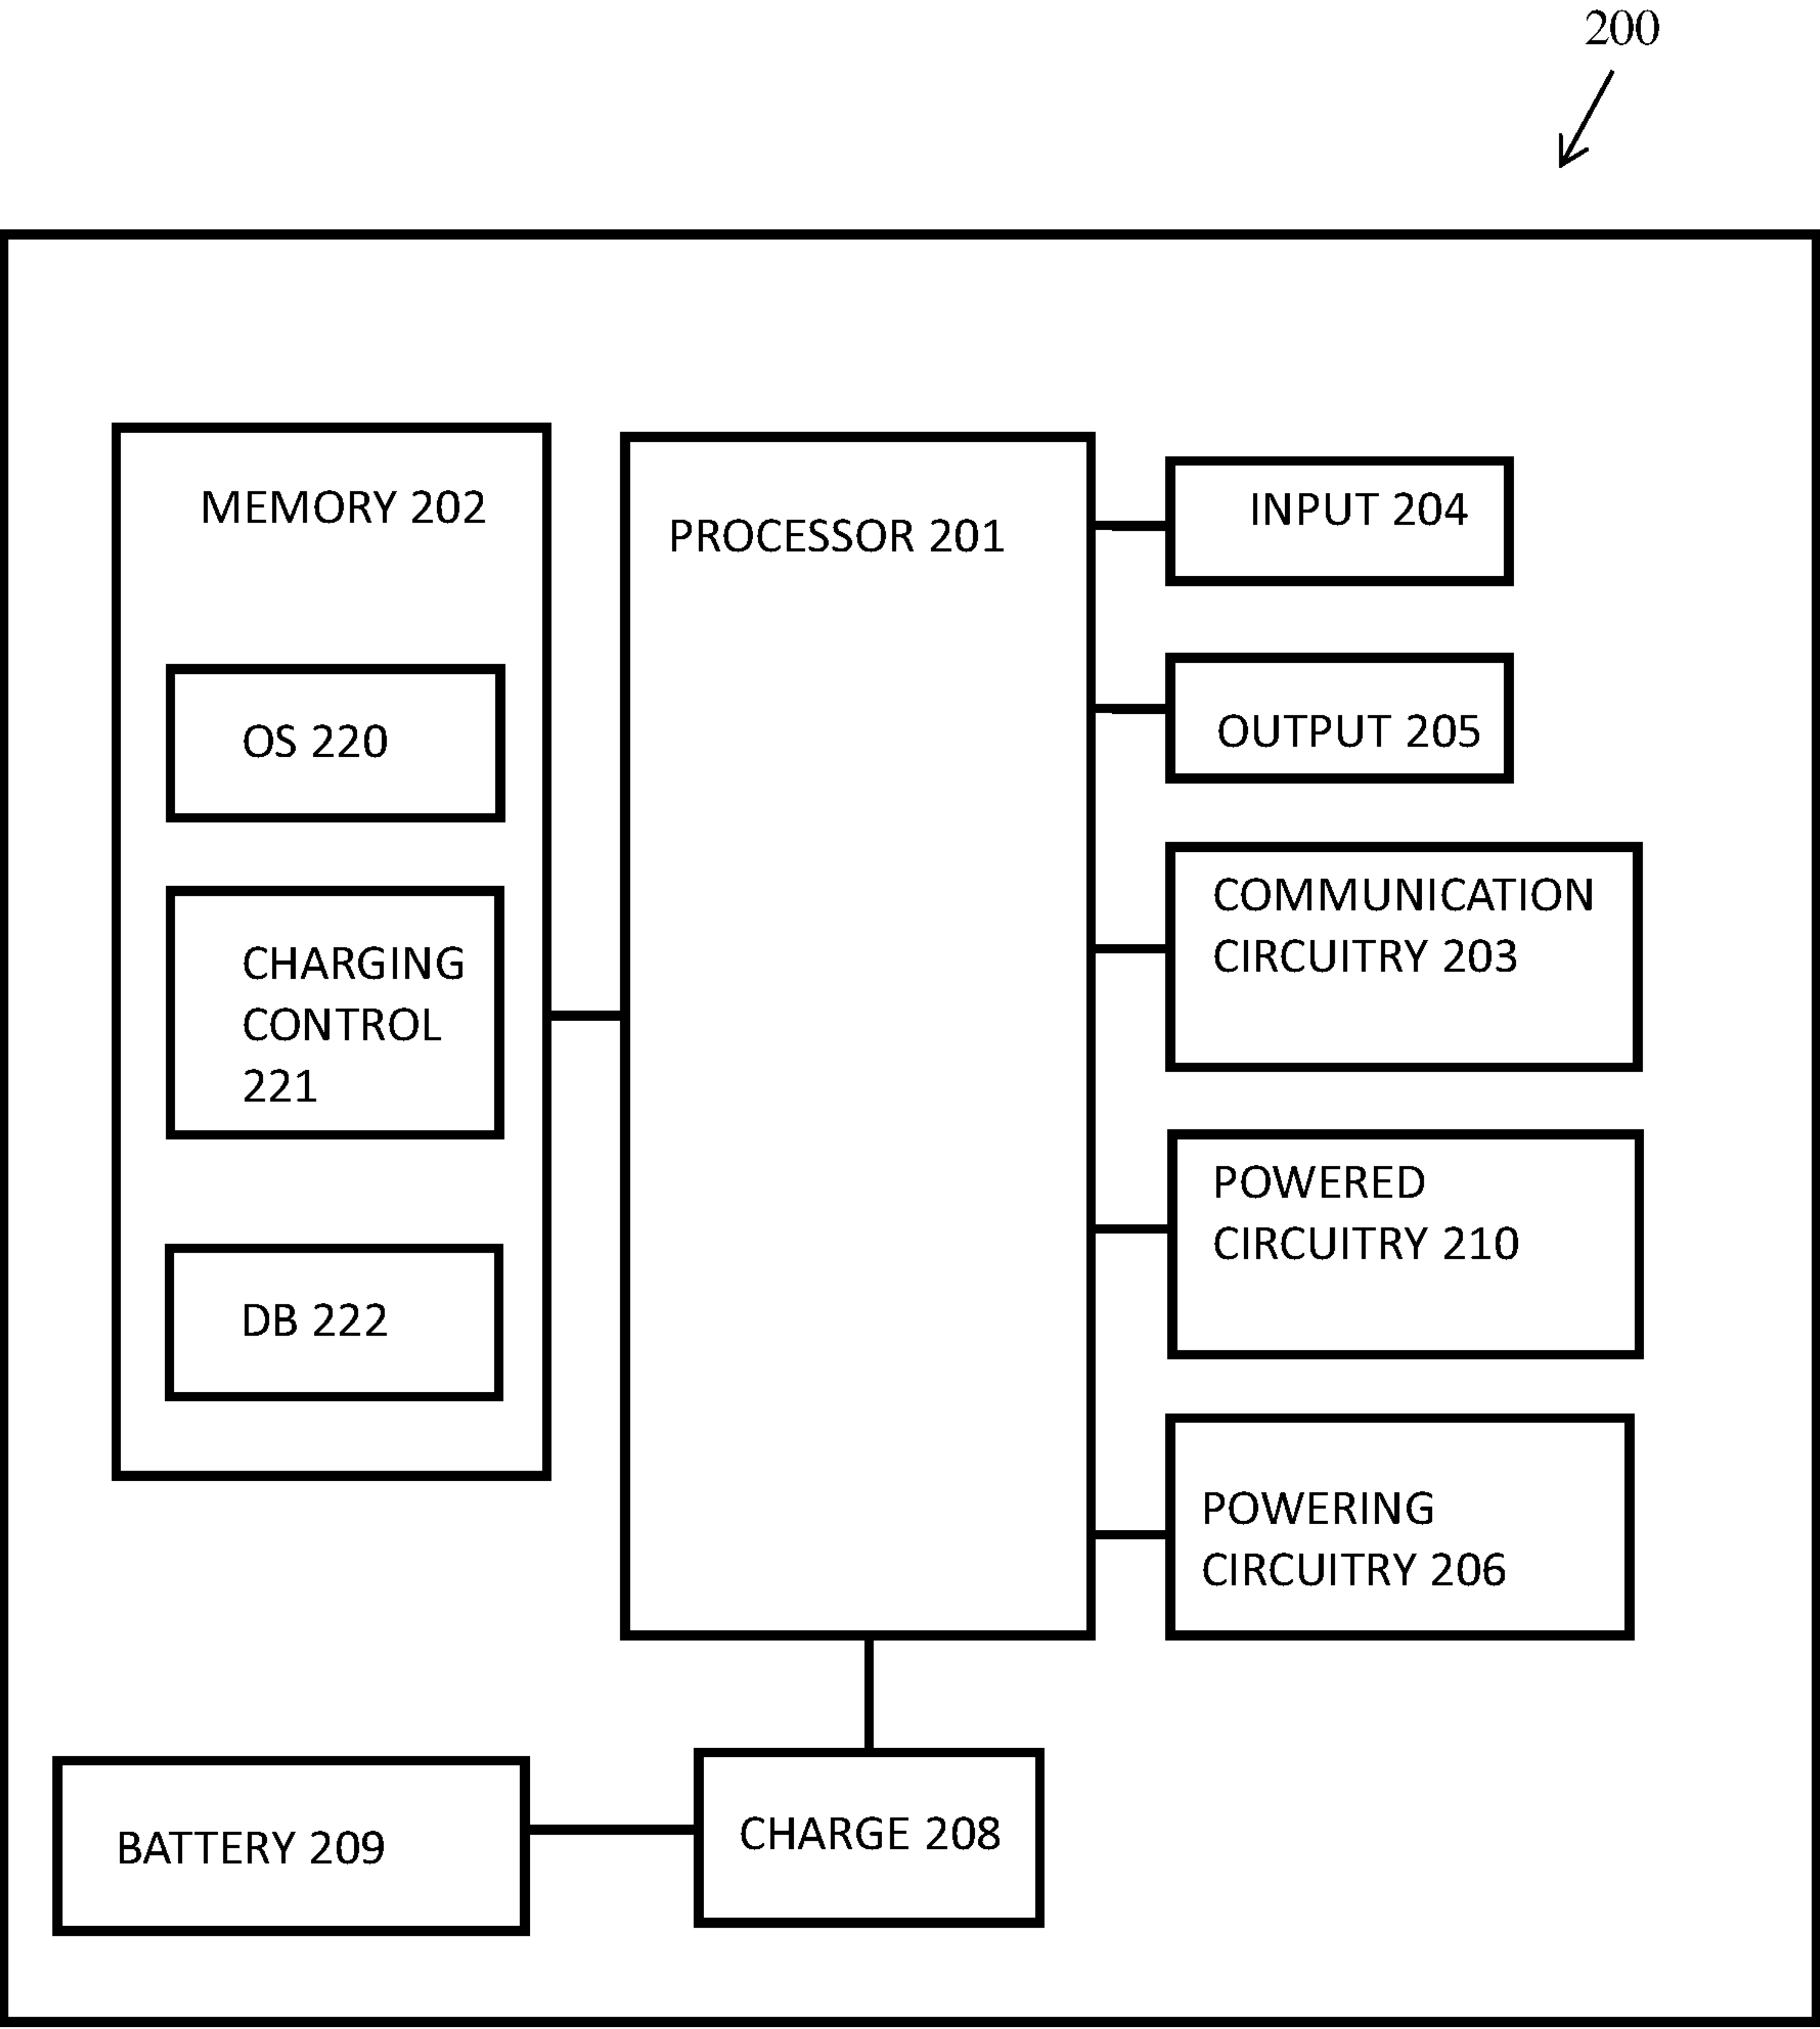 200
MEMORY 202
OS 220
CHARGING
CONTROL
221
DB 222
PROCESSOR 201
INPUT 204
OUTPUT 205
COMMUNICATION
CIRCUITRY 203
POWERED
CIRCUITRY 210
POWERING
CIRCUITRY 206
BATTERY 209
CHARGE 208